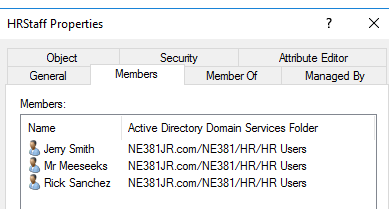 HRStaff Properties ? X
Object Security Attribute Editor
General Members Member Of Managed By
Members:
Name Active Directory Domain Services Folder
Jerry Smith NE381JR.com/NE381/HR/HR Users
Mr Meeseeks NE381JR.com/NE381/HR/HR Users
Rick Sanchez NE381JR.com/NE381/HR/HR Users